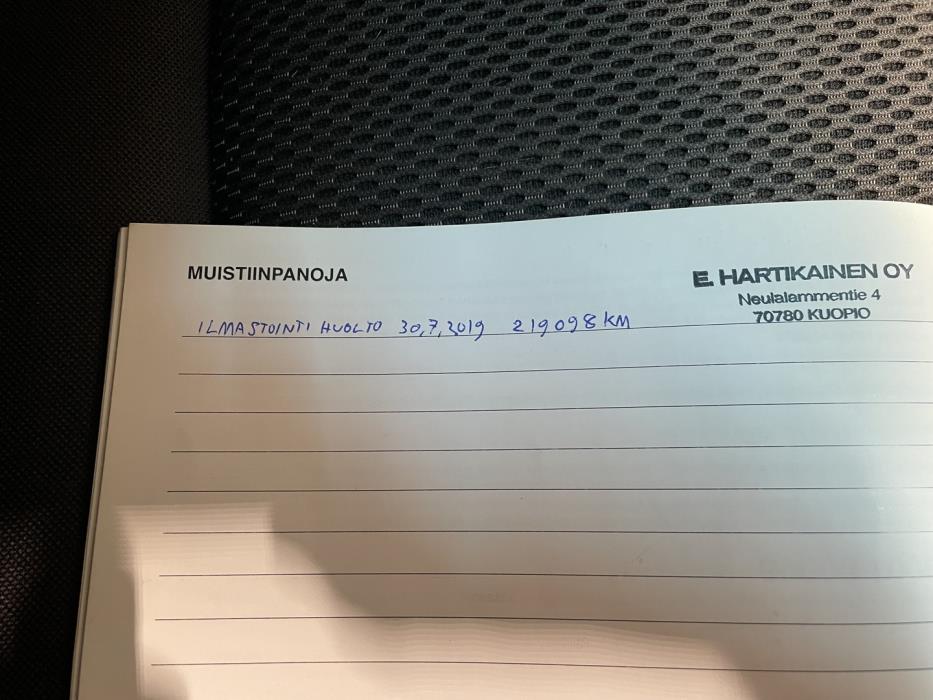 MUISTIINPANOJA
E. HARTIKAINEN OY
Neulalammentie 4
70780 KUOPIO
ILMASTOINTI HUOLTO 30,7,2019 219098 KM